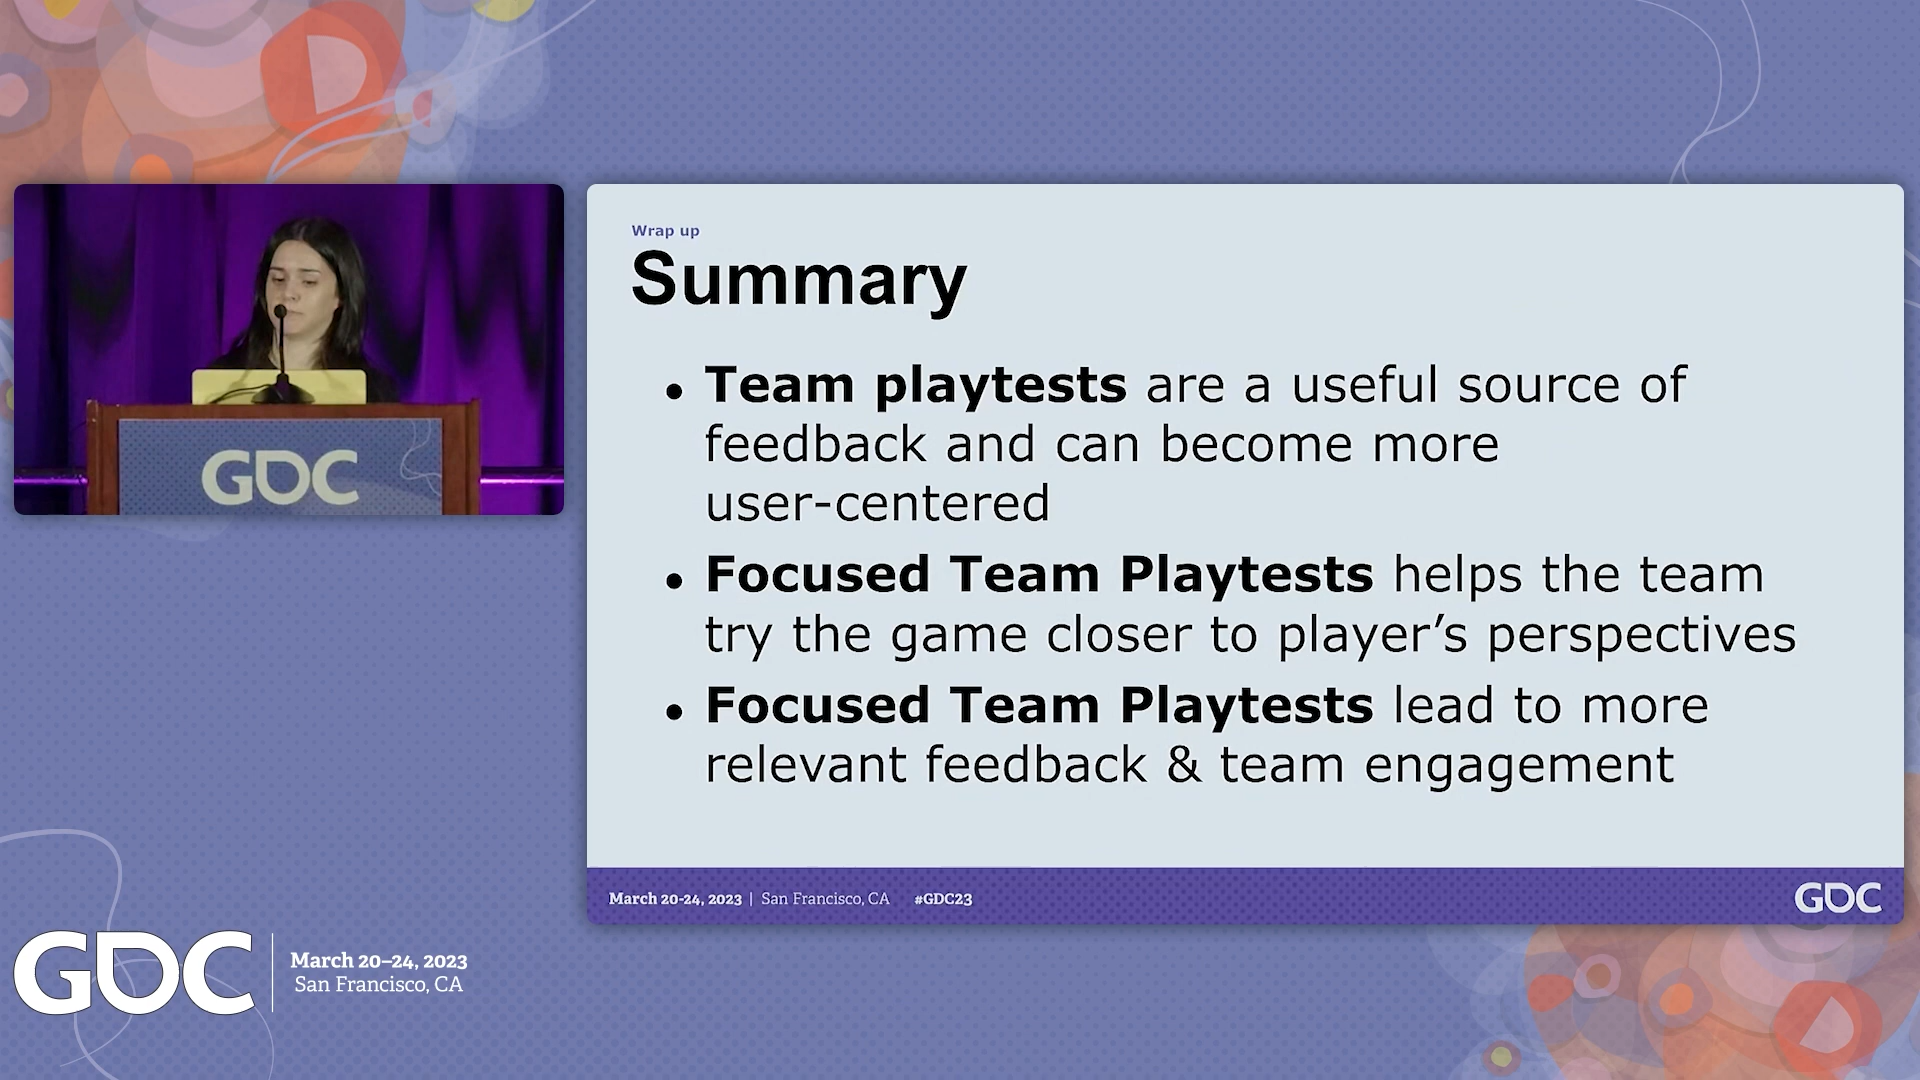 GDC
Wrap up
Summary
• Team playtests are a useful source of
feedback and can become more
user-centered
• Focused Team Playtests helps the team
try the game closer to player’s perspectives
• Focused Team Playtests lead to more
relevant feedback & team engagement
March 20-24, 2023 | San Francisco, CA #GDC23
GDC
GDC
March 20–24, 2023
San Francisco, CA